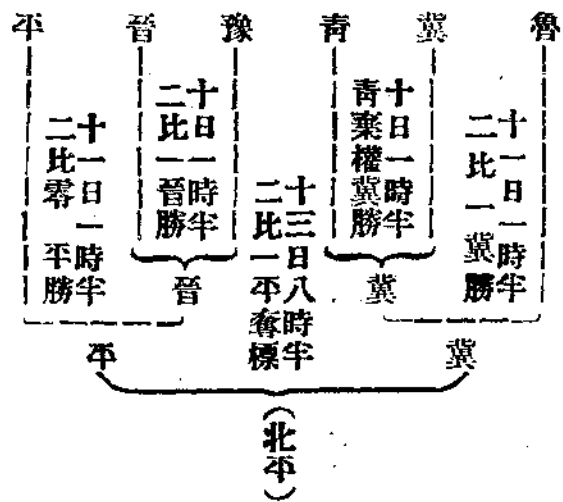 魯
冀
青
豫
晉
平
十一日一時半
二比一 冀勝
十日一時半
青棄權冀勝
十日一時半
二比一晉勝
十一日一時半
二比零 平勝
冀
晉
十三日八時半
二比一平奪標
冀
平
（北平）